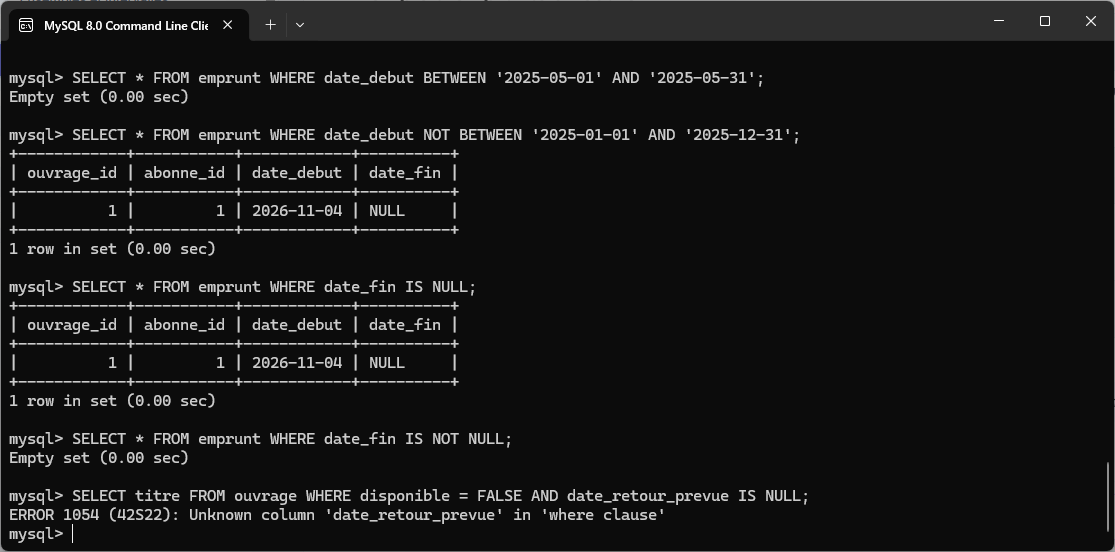 MySQL 8.0 Command Line Clie
mysql> SELECT * FROM emprunt WHERE date_debut BETWEEN '2025-05-01' AND '2025-05-31';
Empty set (0.00 sec)
mysql> SELECT * FROM emprunt WHERE date_debut NOT BETWEEN '2025-01-01' AND '2025-12-31';
+------------+-----------+------------+----------+
| ouvrage_id | abonne_id | date_debut | date_fin |
+------------+-----------+------------+----------+
|          1 |         1 | 2026-11-04 | NULL     |
+------------+-----------+------------+----------+
1 row in set (0.00 sec)
mysql> SELECT * FROM emprunt WHERE date_fin IS NULL;
+------------+-----------+------------+----------+
| ouvrage_id | abonne_id | date_debut | date_fin |
+------------+-----------+------------+----------+
|          1 |         1 | 2026-11-04 | NULL     |
+------------+-----------+------------+----------+
1 row in set (0.00 sec)
mysql> SELECT * FROM emprunt WHERE date_fin IS NOT NULL;
Empty set (0.00 sec)
mysql> SELECT titre FROM ouvrage WHERE disponible = FALSE AND date_retour_prevue IS NULL;
ERROR 1054 (42S22): Unknown column 'date_retour_prevue' in 'where clause'
mysql>